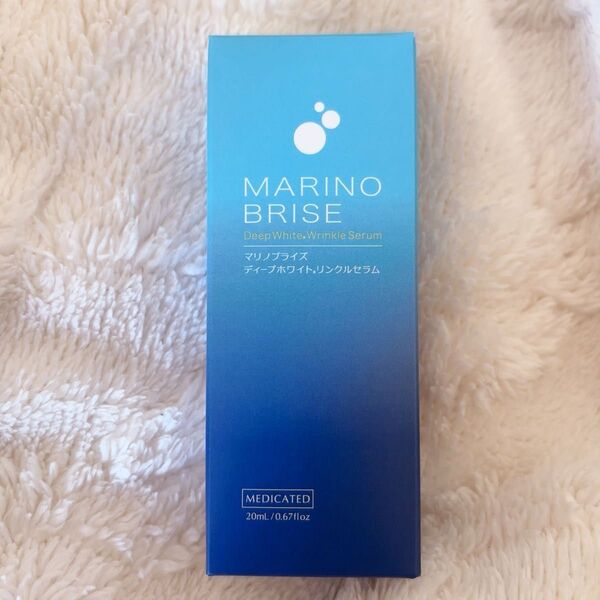 MARINO
BRISE
Deep White•Wrinkle Serum
マリノブライズ
ディープホワイト•リンクルセラム
MEDICATED
20mL/0.67floz